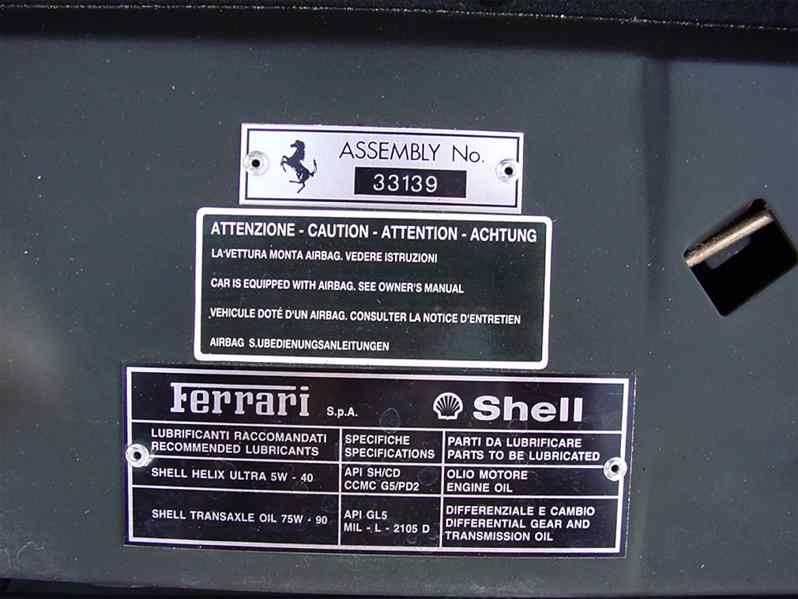 ASSEMBLY No.
33139
ATTENZIONE - CAUTION - ATTENTION - ACHTUNG
LA VETTURA MONTA AIRBAG. VEDERE ISTRUZIONI
CAR IS EQUIPPED WITH AIRBAG. SEE OWNER'S MANUAL
VEHICULE DOTÉ D'UN AIRBAG. CONSULTER LA NOTICE D'ENTRETIEN
AIRBAG S.UBEDIENUNGSANLEITUNGEN
Ferrari S.p.A. Shell
LUBRIFICANTI RACCOMANDATI
RECOMMENDED LUBRICANTS
SPECIFICHE
SPECIFICATIONS
PARTI DA LUBRIFICARE
PARTS TO BE LUBRICATED
SHELL HELIX ULTRA 5W - 40
API SH/CD
CCMC G5/PD2
OLIO MOTORE
ENGINE OIL
SHELL TRANSAXLE OIL 75W - 90
API GL5
MIL - L - 2105 D
DIFFERENZIALE E CAMBIO
DIFFERENTIAL GEAR AND
TRANSMISSION OIL